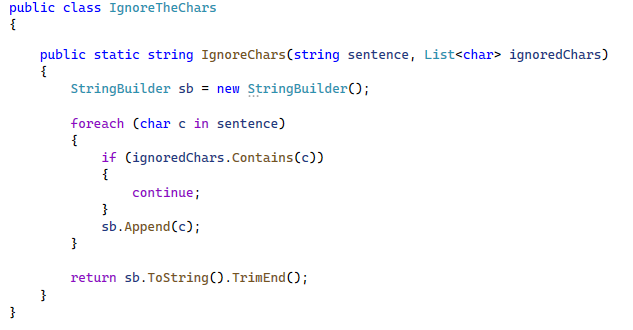 public class IgnoreTheChars
{
public static string IgnoreChars(string sentence, List<char> ignoredChars)
{
StringBuilder sb = new StringBuilder();
foreach (char c in sentence)
{
if (ignoredChars.Contains(c))
{
continue;
}
sb.Append(c);
}
return sb.ToString().TrimEnd();
}
}